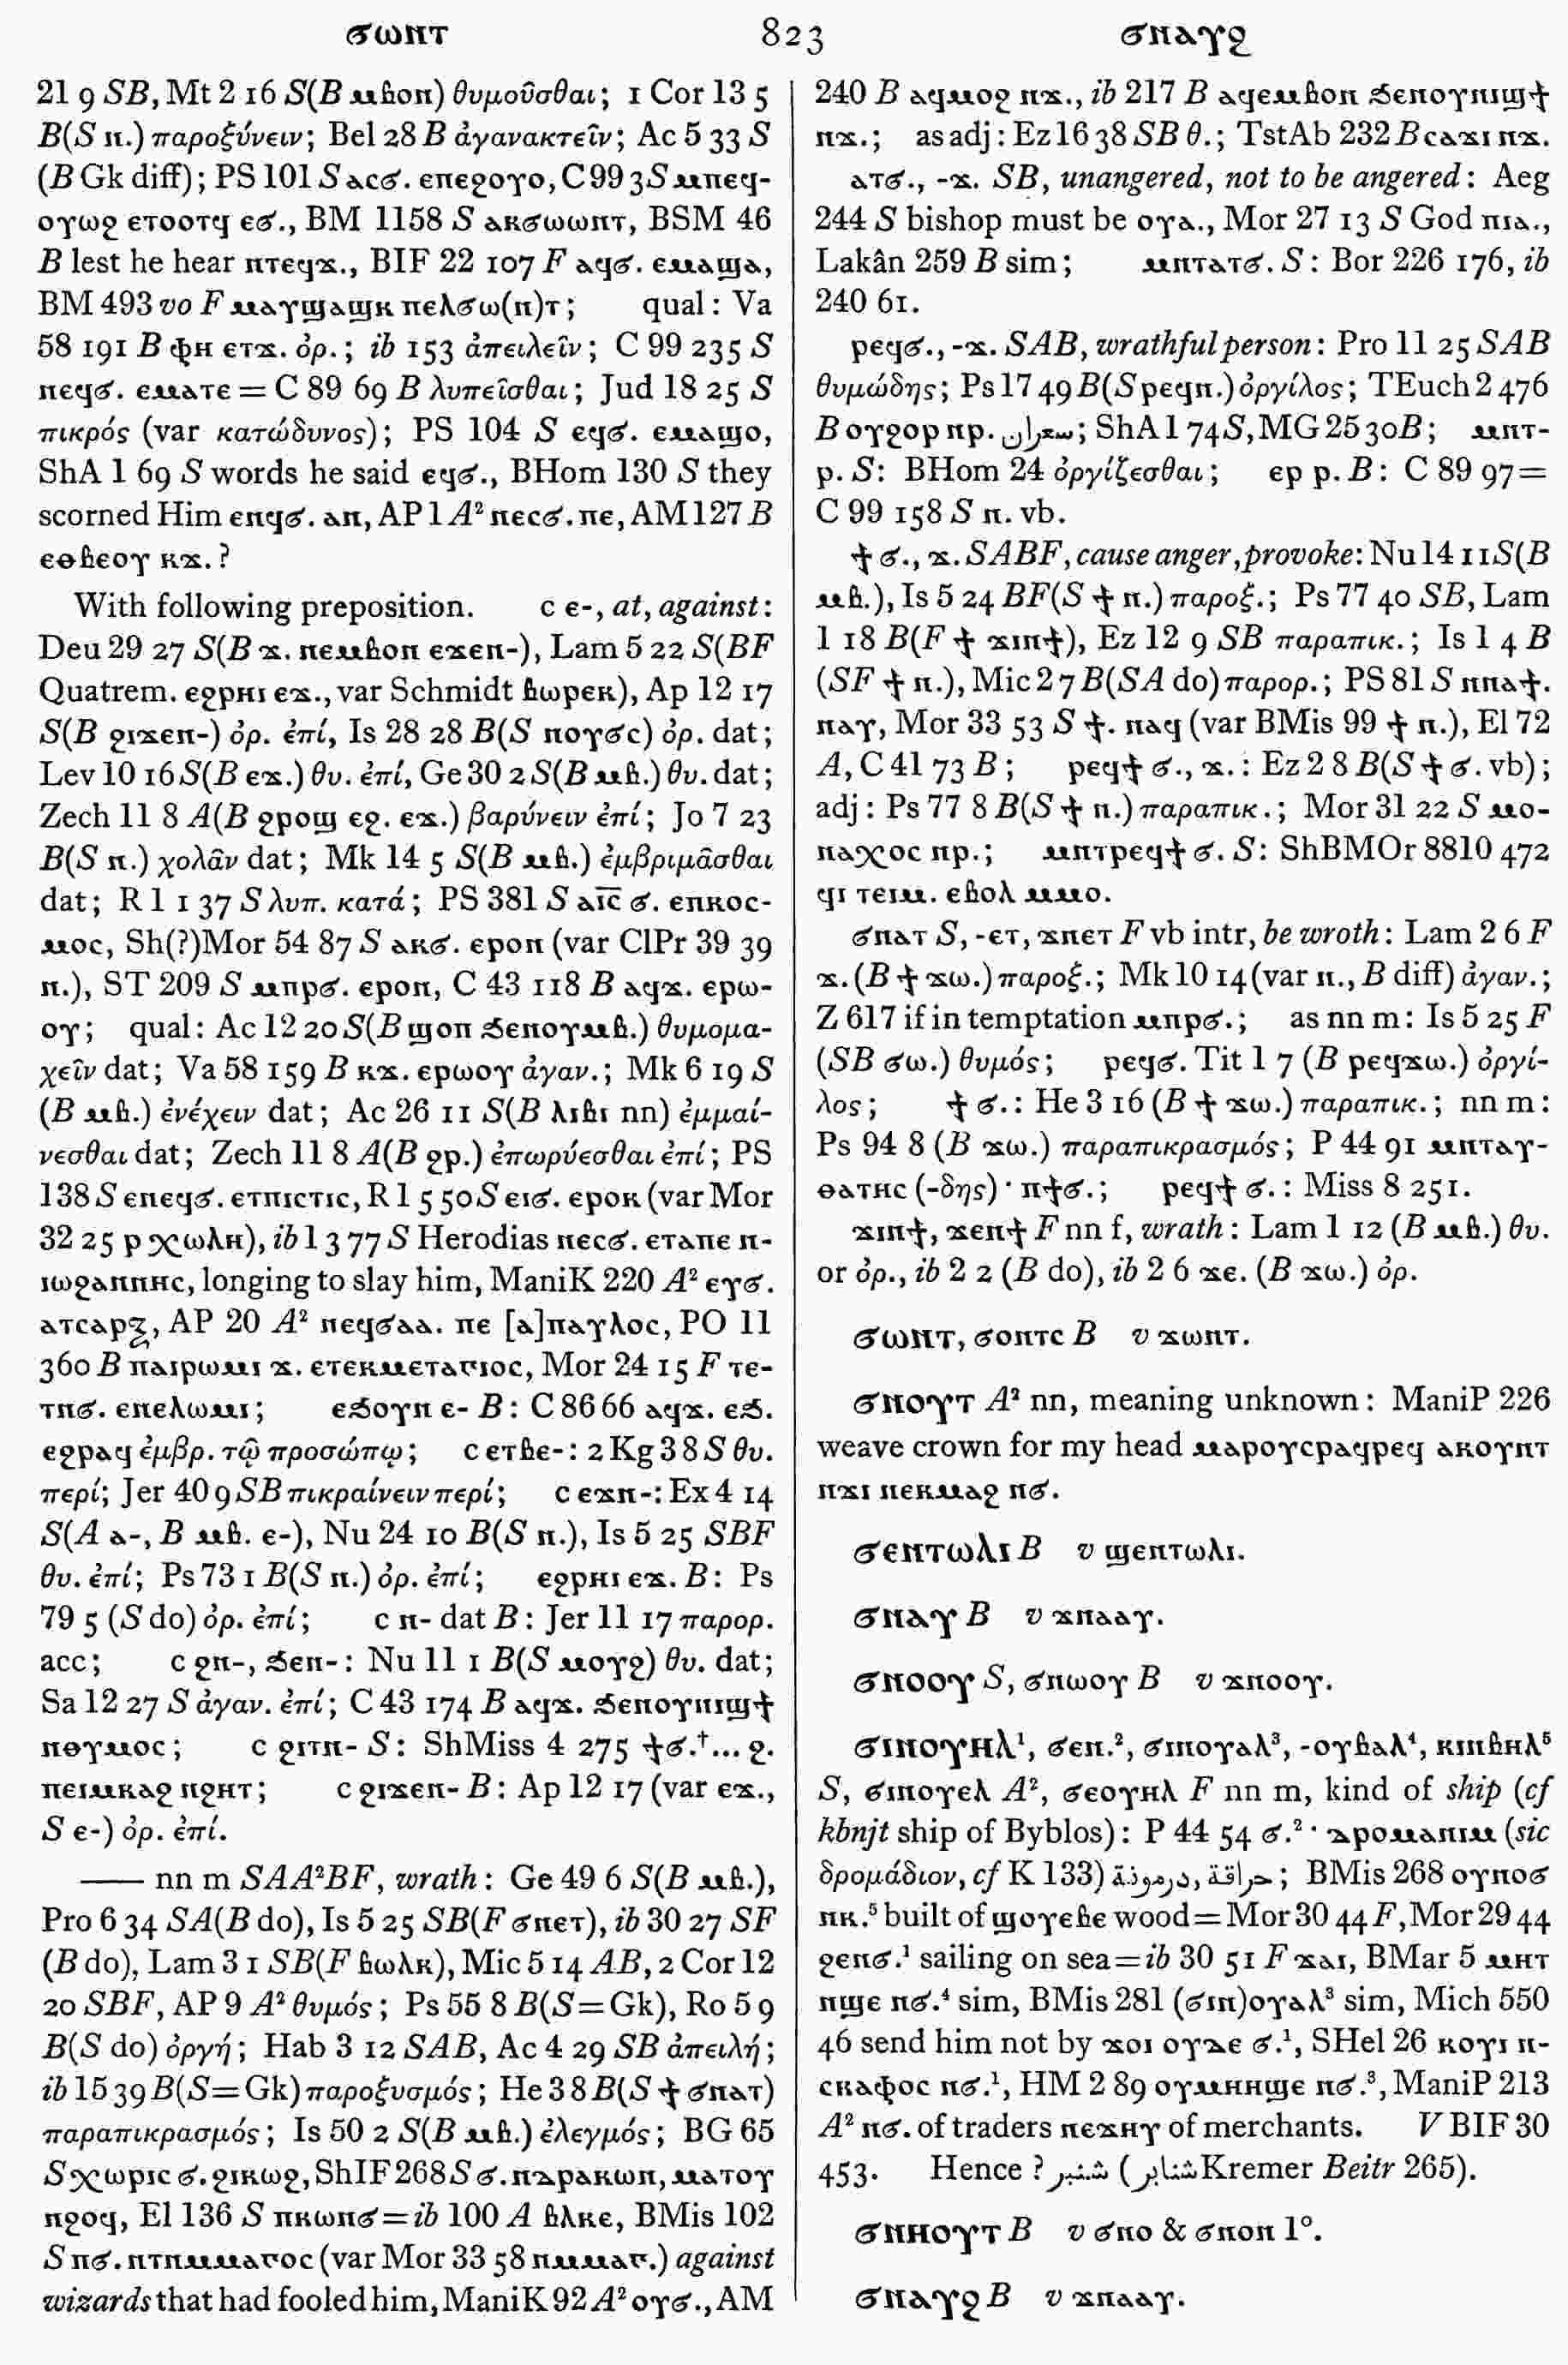 ϭⲱⲛⲧ 823 ϭⲛⲁⲩϩ
21 9 SB, Mt 2 16 S(B ⲙⲃⲟⲛ) θυμοῦσθαι; 1 Cor 13 5
B(S ⲛ.) παροξύνειν; Bel 28 B ἀγανακτεῖν; Ac 5 33 S
(B Gk diff); PS 101 S ⲁⲥϭ. ⲉⲡⲉϩⲟⲩⲟ, C 99 3 S ⲙⲡⲉϥ-
ⲟⲩⲱϩ ⲉⲧⲟⲟⲧϥ ⲉϭ., BM 1158 S ⲁⲕϭⲱⲱⲛⲧ, BSM 46
B lest he hear ⲛⲧⲉϥϫ., BIF 22 107 F ⲁϥϭ. ⲉⲙⲁϣⲁ,
BM 493 vo F ⲙⲁⲩϣⲁϣⲕ ⲛⲉⲗϭⲱ(ⲛ)ⲧ; qual: Va
58 191 B ⲫⲏ ⲉⲧϫ. ὀρ.; ib 153 ἀπειλεῖν; C 99 235 S
ⲛⲉϥϭ. ⲉⲙⲁⲧⲉ = C 89 69 B λυπεῖσθαι; Jud 18 25 S
πικρός (var κατώδυνος); PS 104 S ⲉϥϭ. ⲉⲙⲁϣⲟ,
ShA 1 69 S words he said ⲉϥϭ., BHom 130 S they
scorned Him ⲉⲛϥϭ. ⲁⲛ, AP 1 A² ⲛⲉⲥϭ. ⲡⲉ, AM 127 B
ⲉⲑⲃⲉⲟⲩ ⲕϫ.?
With following preposition. c ⲉ-, at, against:
Deu 29 27 S(B ϫ. ⲛⲉⲙⲃⲟⲛ ⲉϫⲉⲛ-), Lam 5 22 S(BF
Quatrem. ⲉϩⲣⲏⲓ ⲉϫ., var Schmidt ⲃⲱⲣⲉⲕ), Ap 12 17
S(B ϩⲓϫⲉⲛ-) ὀρ. ἐπί, Is 28 28 B(S ⲛⲟⲩϭⲥ) ὀρ. dat;
Lev 10 16 S(B ⲉϫ.) θυ. ἐπί, Ge 30 2 S(B ⲙⲃ.) θυ. dat;
Zech 11 8 A(B ϩⲣⲟϣ ⲉϩ. ⲉϫ.) βαρύνειν ἐπί; Jo 7 23
B(S ⲛ.) χολᾶν dat; Mk 14 5 S(B ⲙⲃ.) ἐμβριμᾶσθαι
dat; R 1 1 37 S λυπ. κατά; PS 381 S ⲁⲓ̅ⲥ̅ ϭ. ⲉⲡⲕⲟⲥ-
ⲙⲟⲥ, Sh(?)Mor 54 87 S ⲁⲕϭ. ⲉⲣⲟⲛ (var ClPr 39 39
ⲛ.), ST 209 S ⲙⲡⲣϭ. ⲉⲣⲟⲛ, C 43 118 B ⲁϥϫ. ⲉⲣⲱ-
ⲟⲩ; qual: Ac 12 20 S(B ϣⲟⲡ ϧⲉⲛⲟⲩⲙⲃ.) θυμομα-
χεῖν dat; Va 58 159 B ⲕϫ. ⲉⲣⲱⲟⲩ ἀγαν.; Mk 6 19 S
(B ⲙⲃ.) ἐνέχειν dat; Ac 26 11 S(B ⲗⲓⲃⲓ nn) ἐμμαί-
νεσθαι dat; Zech 11 8 A(B ϩⲣ.) ἐπωρύεσθαι ἐπί; PS
138 S ⲉⲛⲉϥϭ. ⲉⲧⲡⲓⲥⲧⲓⲥ, R 1 5 50 S ⲉⲓϭ. ⲉⲣⲟⲕ (var Mor
32 25 ⲣ ⲭⲱⲗⲏ), ib 1 3 77 S Herodias ⲛⲉⲥϭ. ⲉⲧⲁⲡⲉ ⲛ-
ⲓⲱϩⲁⲛⲛⲏⲥ, longing to slay him, ManiK 220 A² ⲉⲩϭ.
ⲁⲧⲥⲁⲣⲝ, AP 20 A² ⲛⲉϥϭⲁⲁ. ⲡⲉ [ⲁ]ⲡⲁⲩⲗⲟⲥ, PO 11
360 B ⲡⲁⲓⲣⲱⲙⲓ ϫ. ⲉⲧⲉⲕⲙⲉⲧⲁⲅⲓⲟⲥ, Mor 24 15 F ⲧⲉ-
ⲧⲛϭ. ⲉⲡⲉⲗⲱⲙⲓ; ⲉϧⲟⲩⲛ ⲉ- B: C 86 66 ⲁϥϫ. ⲉϧ.
ⲉϩⲣⲁϥ ἐμβρ. τῷ προσώπῳ; c ⲉⲧⲃⲉ-: 2 Kg 3 8 S θυ.
περί; Jer 40 9 SB πικραίνειν περί; c ⲉϫⲛ-: Ex 4 14
S(A ⲁ-, B ⲙⲃ. ⲉ-), Nu 24 10 B(S ⲛ.), Is 5 25 SBF
θυ. ἐπί; Ps 73 1 B(S ⲛ.) ὀρ. ἐπί; ⲉϩⲣⲏⲓ ⲉϫ. B: Ps
79 5 (S do) ὀρ. ἐπί; c ⲛ- dat B: Jer 11 17 παρορ.
acc; c ϩⲛ-, ϧⲉⲛ-: Nu 11 1 B(S ⲙⲟⲩϩ) θυ. dat;
Sa 12 27 S ἀγαν. ἐπί; C 43 174 B ⲁϥϫ. ϧⲉⲛⲟⲩⲛⲓϣϯ
ⲛⲑⲩⲙⲟⲥ; c ϩⲓⲧⲛ- S: ShMiss 4 275 ϯϭ.†... ϩ.
ⲡⲉⲓⲙⲕⲁϩ ⲛϩⲏⲧ; c ϩⲓϫⲉⲛ- B: Ap 12 17 (var ⲉϫ.,
S ⲉ-) ὀρ. ἐπί.
—— nn m SAA²BF, wrath: Ge 49 6 S(B ⲙⲃ.),
Pro 6 34 SA(B do), Is 5 25 SB(F ϭⲛⲉⲧ), ib 30 27 SF
(B do), Lam 3 1 SB(F ⲃⲱⲗⲕ), Mic 5 14 AB, 2 Cor 12
20 SBF, AP 9 A² θυμός; Ps 55 8 B(S=Gk), Ro 5 9
B(S do) ὀργή; Hab 3 12 SAB, Ac 4 29 SB ἀπειλή;
ib 15 39 B(S=Gk) παροξυσμός; He 3 8 B(S ϯ ϭⲛⲁⲧ)
παραπικρασμός; Is 50 2 S(B ⲙⲃ.) ἐλεγμός; BG 65
S ⲭⲱⲣⲓⲥ ϭ. ϩⲓⲕⲱϩ, ShIF 268 S ϭ. ⲛⲇⲣⲁⲕⲱⲛ, ⲙⲁⲧⲟⲩ
ⲛϩⲟϥ, El 136 S ⲡⲕⲱⲛϭ = ib 100 A ⲃⲗⲕⲉ, BMis 102
S ⲡϭ. ⲛⲧⲛⲙⲙⲁⲅⲟⲥ (var Mor 33 58 ⲛⲙⲙⲁⲅ.) against
wizards that had fooled him, ManiK 92 A² ⲟⲩϭ., AM
240 B ⲁϥⲙⲟϩ ⲛϫ., ib 217 B ⲁϥⲉⲙⲃⲟⲛ ϧⲉⲛⲟⲩⲛⲓϣϯ
ⲛϫ.; as adj: Ez 16 38 SB θ.; TstAb 232 B ⲥⲁϫⲓ ⲛϫ.
ⲁⲧϭ., -ϫ. SB, unangered, not to be angered: Aeg
244 S bishop must be ⲟⲩⲁ., Mor 27 13 S God ⲡⲓⲁ.,
Lakân 259 B sim; ⲙⲛⲧⲁⲧϭ. S: Bor 226 176, ib
240 61.
ⲣⲉϥϭ., -ϫ. SAB, wrathful person: Pro 11 25 SAB
θυμώδης; Ps 17 49 B(S ⲣⲉϥⲛ.) ὀργίλος; TEuch 2 476
B ⲟⲩϩⲟⲣ ⲛⲣ. سعران; ShA 1 74 S, MG 25 30 B; ⲙⲛⲧ-
ⲣ. S: BHom 24 ὀργίζεσθαι; ⲉⲣ ⲣ. B: C 89 97=
C 99 158 S ⲛ. vb.
ϯ ϭ., ϫ. SABF, cause anger, provoke: Nu 14 11 S(B
ⲙⲃ.), Is 5 24 BF(S ϯ ⲛ.) παροξ.; Ps 77 40 SB, Lam
1 18 B(F ϯ ϫⲓⲛϯ), Ez 12 9 SB παραπικ.; Is 1 4 B
(SF ϯ ⲛ.), Mic 2 7 B(SA do) παρορ.; PS 81 S ⲛⲛⲁϯ.
ⲛⲁⲩ, Mor 33 53 S ϯ. ⲛⲁϥ (var BMis 99 ϯ ⲛ.), El 72
A, C 41 73 B; ⲣⲉϥϯ ϭ., ϫ.: Ez 2 8 B(S ϯ ϭ. vb);
adj: Ps 77 8 B(S ϯ ⲛ.) παραπικ.; Mor 31 22 S ⲙⲟ-
ⲛⲁⲭⲟⲥ ⲛⲣ.; ⲙⲛⲧⲣⲉϥϯ ϭ. S: ShBMOr 8810 472
ϥⲓ ⲧⲉⲓⲙ. ⲉⲃⲟⲗ ⲙⲙⲟ.
ϭⲛⲁⲧ S, -ⲉⲧ, ϫⲛⲉⲧ F vb intr, be wroth: Lam 2 6 F
ϫ. (B ϯ ϫⲱ.) παροξ.; Mk 10 14 (var ⲛ., B diff) ἀγαν.;
Z 617 if in temptation ⲙⲡⲣϭ.; as nn m: Is 5 25 F
(SB ϭⲱ.) θυμός; ⲣⲉϥϭ. Tit 1 7 (B ⲣⲉϥϫⲱ.) ὀργί-
λος; ϯ ϭ.: He 3 16 (B ϯ ϫⲱ.) παραπικ.; nn m:
Ps 94 8 (B ϫⲱ.) παραπικρασμός; P 44 91 ⲙⲛⲧⲁⲩ-
ⲑⲁⲧⲏⲥ (-δης) · ⲡϯϭ.; ⲣⲉϥϯ ϭ.: Miss 8 251.
ϫⲓⲛϯ, ϫⲉⲛϯ F nn f, wrath: Lam 1 12 (B ⲙⲃ.) θυ.
or ὀρ., ib 2 2 (B do), ib 2 6 ϫⲉ. (B ϫⲱ.) ὀρ.
ϭⲱⲛⲧ, ϭⲟⲛⲧⲥ B v ϫⲱⲛⲧ.
ϭⲛⲟⲩⲧ A² nn, meaning unknown: ManiP 226
weave crown for my head ⲙⲁⲣⲟⲩⲥⲣⲁϥⲣⲉϥ ⲁⲕⲟⲩⲛⲧ
ⲛϫⲓ ⲛⲉⲕⲙⲁϩ ⲛϭ.
ϭⲉⲛⲧⲱⲗⲓ B v ϣⲉⲛⲧⲱⲗⲓ.
ϭⲛⲁⲩ B v ϫⲛⲁⲁⲩ.
ϭⲛⲟⲟⲩ S, ϭⲛⲱⲟⲩ B v ϫⲛⲟⲟⲩ.
ϭⲓⲛⲟⲩⲏⲗ¹, ϭⲉⲛ.², ϭⲓⲛⲟⲩⲁⲗ³, -ⲟⲩⲃⲁⲗ⁴, ⲕⲓⲛⲃⲏⲗ⁵
S, ϭⲓⲛⲟⲩⲉⲗ A², ϭⲉⲟⲩⲏⲗ F nn m, kind of ship (cf
kbnjt ship of Byblos): P 44 54 ϭ.² · ⲇⲣⲟⲙⲁⲛⲓⲙ (sic
δρομάδιον, cf K 133) حراقة, درمونة; BMis 268 ⲟⲩⲛⲟϭ
ⲛⲕ.⁵ built of ϣⲟⲩⲉⲃⲉ wood=Mor 30 44 F, Mor 29 44
ϩⲉⲛϭ.¹ sailing on sea=ib 30 51 F ϫⲁⲓ, BMar 5 ⲙⲏⲧ
ⲛϣⲉ ⲛϭ.⁴ sim, BMis 281 (ϭⲓⲛ)ⲟⲩⲁⲗ³ sim, Mich 550
46 send him not by ϫⲟⲓ ⲟⲩⲇⲉ ϭ.¹, SHel 26 ⲕⲟⲩⲓ ⲛ-
ⲥⲕⲁⲫⲟⲥ ⲛϭ.¹, HM 2 89 ⲟⲩⲙⲏⲏϣⲉ ⲛϭ.³, ManiP 213
A² ⲛϭ. of traders ⲛⲉϫⲏⲩ of merchants. V BIF 30
453. Hence ? شنبر (شنابر Kremer Beitr 265).
ϭⲛⲏⲟⲩⲧ B v ϭⲛⲟ & ϭⲛⲟⲛ 1°.
ϭⲛⲁⲩϩ B v ϫⲛⲁⲁⲩ.